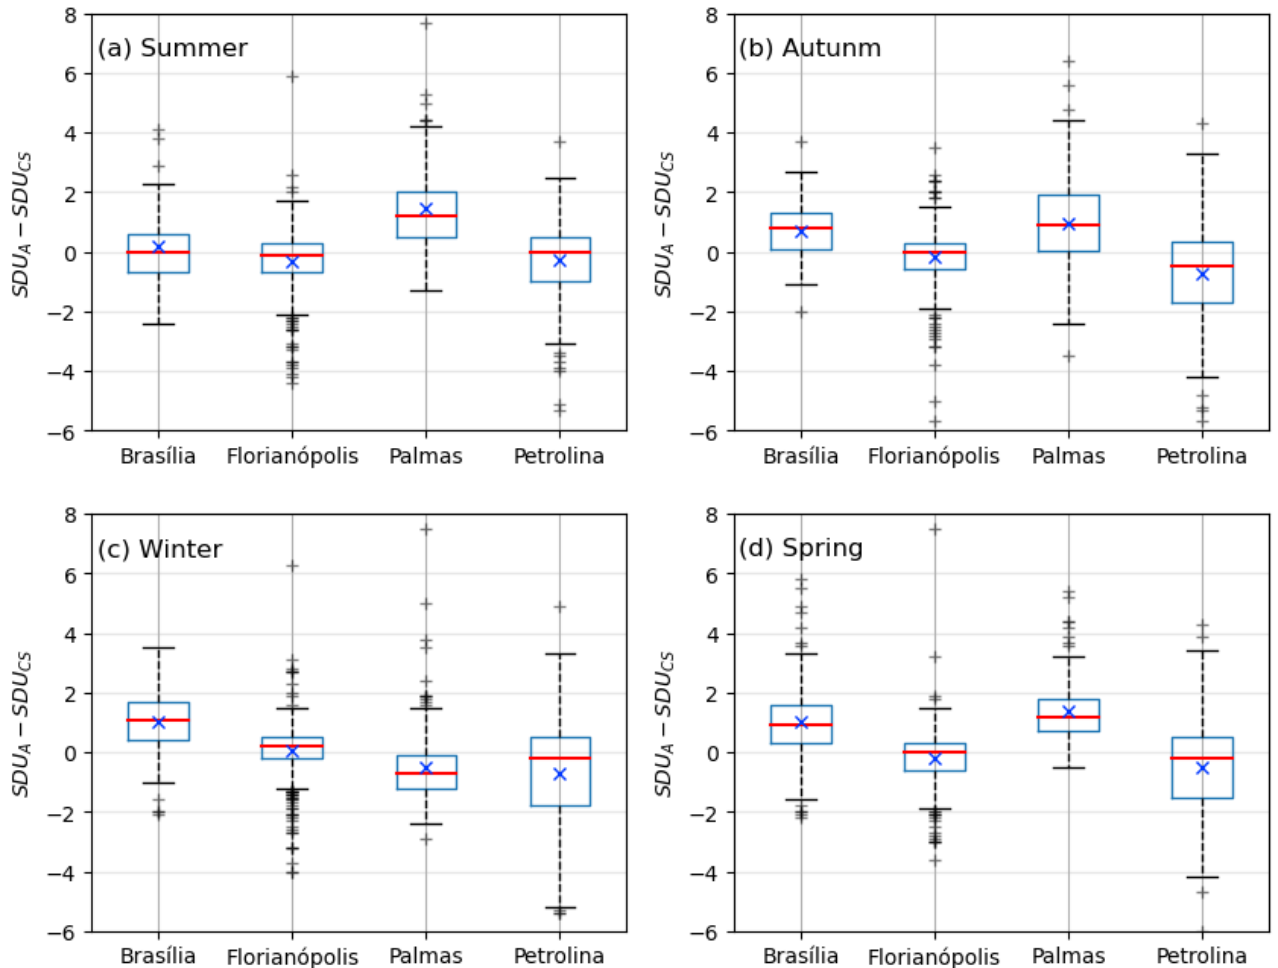 (a) Summer
SDU_A − SDU_CS
8
6
4
2
0
−2
−4
−6
Brasília Florianópolis Palmas Petrolina
(b) Autunm
SDU_A − SDU_CS
8
6
4
2
0
−2
−4
−6
Brasília Florianópolis Palmas Petrolina
(c) Winter
SDU_A − SDU_CS
8
6
4
2
0
−2
−4
−6
Brasília Florianópolis Palmas Petrolina
(d) Spring
SDU_A − SDU_CS
8
6
4
2
0
−2
−4
−6
Brasília Florianópolis Palmas Petrolina